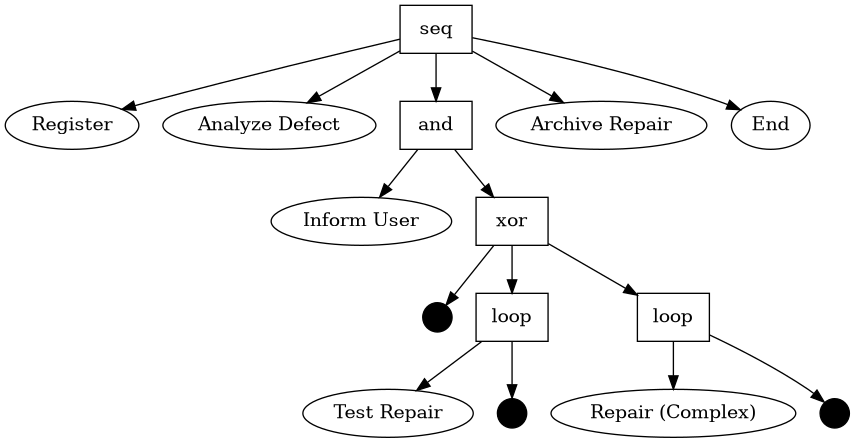 seq
Register
Analyze Defect
and
Archive Repair
End
Inform User
xor
loop
loop
Test Repair
Repair (Complex)